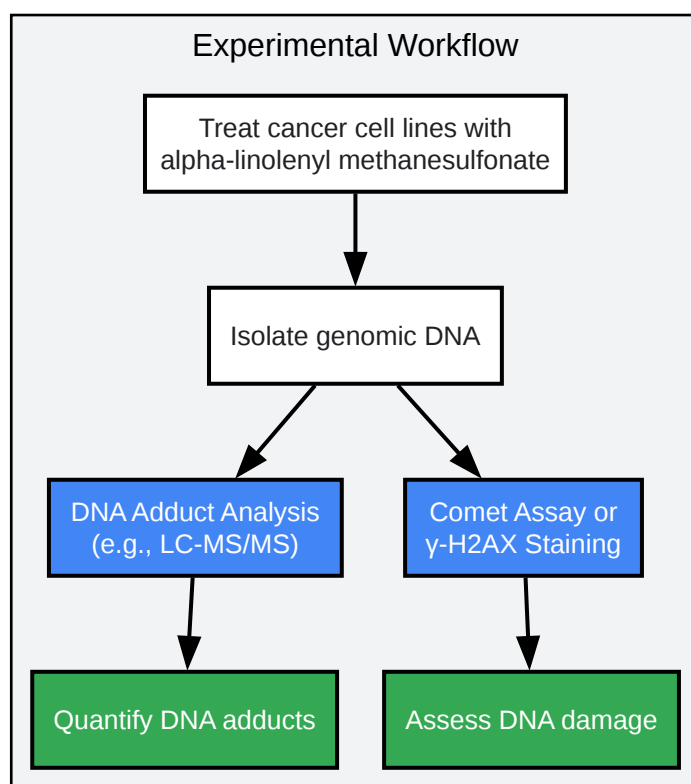 Experimental Workflow
Treat cancer cell lines with
alpha-linolenyl methanesulfonate
Isolate genomic DNA
DNA Adduct Analysis
(e.g., LC-MS/MS)
Comet Assay or
γ-H2AX Staining
Quantify DNA adducts
Assess DNA damage